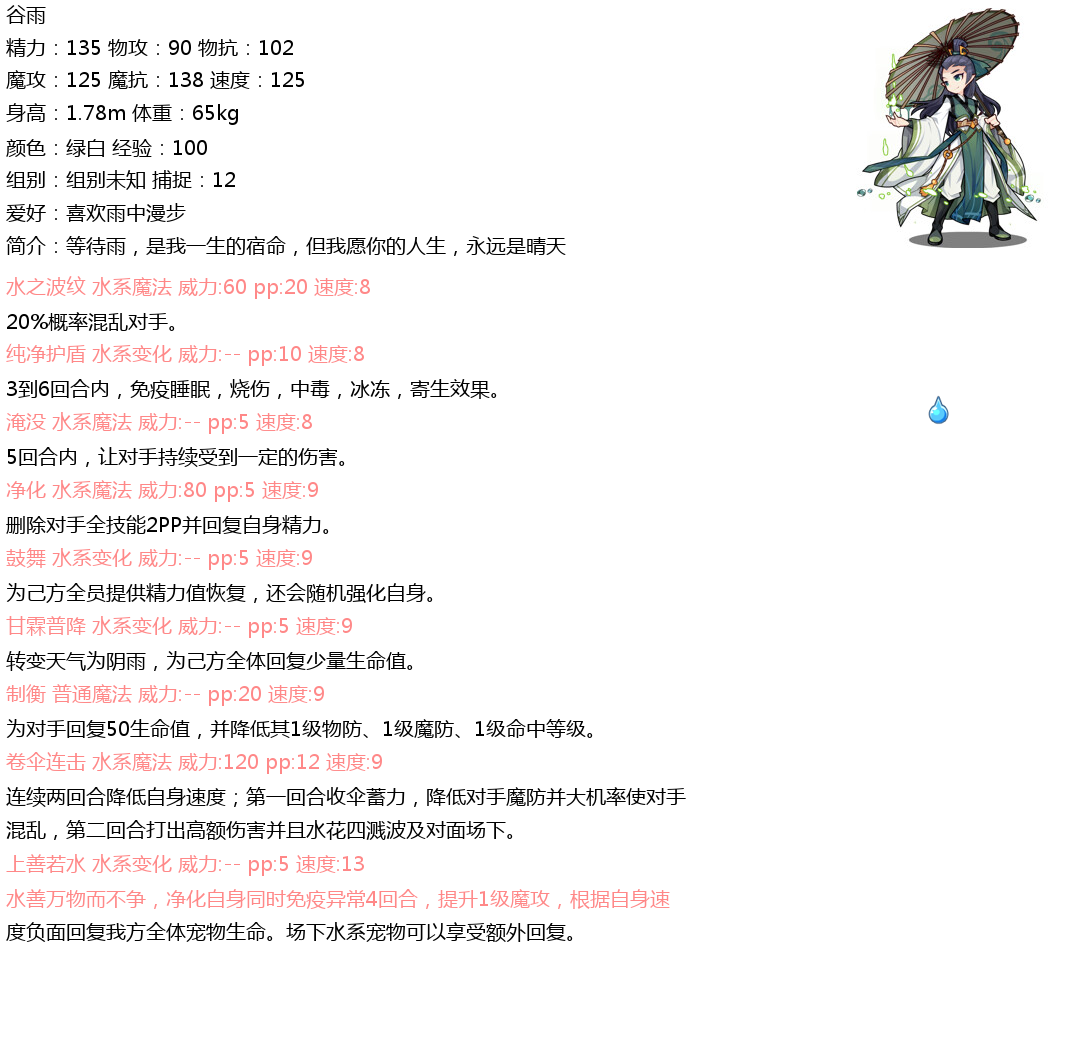 谷雨
精力：135 物攻：90 物抗：102
魔攻：125 魔抗：138 速度：125
身高：1.78m 体重：65kg
颜色：绿白 经验：100
组别：组别未知 捕捉：12
爱好：喜欢雨中漫步
简介：等待雨，是我一生的宿命，但我愿你的人生，永远是晴天
水之波纹 水系魔法 威力:60 pp:20 速度:8
20%概率混乱对手。
纯净护盾 水系变化 威力:-- pp:10 速度:8
3到6回合内，免疫睡眠，烧伤，中毒，冰冻，寄生效果。
淹没 水系魔法 威力:-- pp:5 速度:8
5回合内，让对手持续受到一定的伤害。
净化 水系魔法 威力:80 pp:5 速度:9
删除对手全技能2PP并回复自身精力。
鼓舞 水系变化 威力:-- pp:5 速度:9
为己方全员提供精力值恢复，还会随机强化自身。
甘霖普降 水系变化 威力:-- pp:5 速度:9
转变天气为阴雨，为己方全体回复少量生命值。
制衡 普通魔法 威力:-- pp:20 速度:9
为对手回复50生命值，并降低其1级物防、1级魔防、1级命中等级。
卷伞连击 水系魔法 威力:120 pp:12 速度:9
连续两回合降低自身速度；第一回合收伞蓄力，降低对手魔防并大机率使对手
混乱，第二回合打出高额伤害并且水花四溅波及对面场下。
上善若水 水系变化 威力:-- pp:5 速度:13
水善万物而不争，净化自身同时免疫异常4回合，提升1级魔攻，根据自身速
度负面回复我方全体宠物生命。场下水系宠物可以享受额外回复。